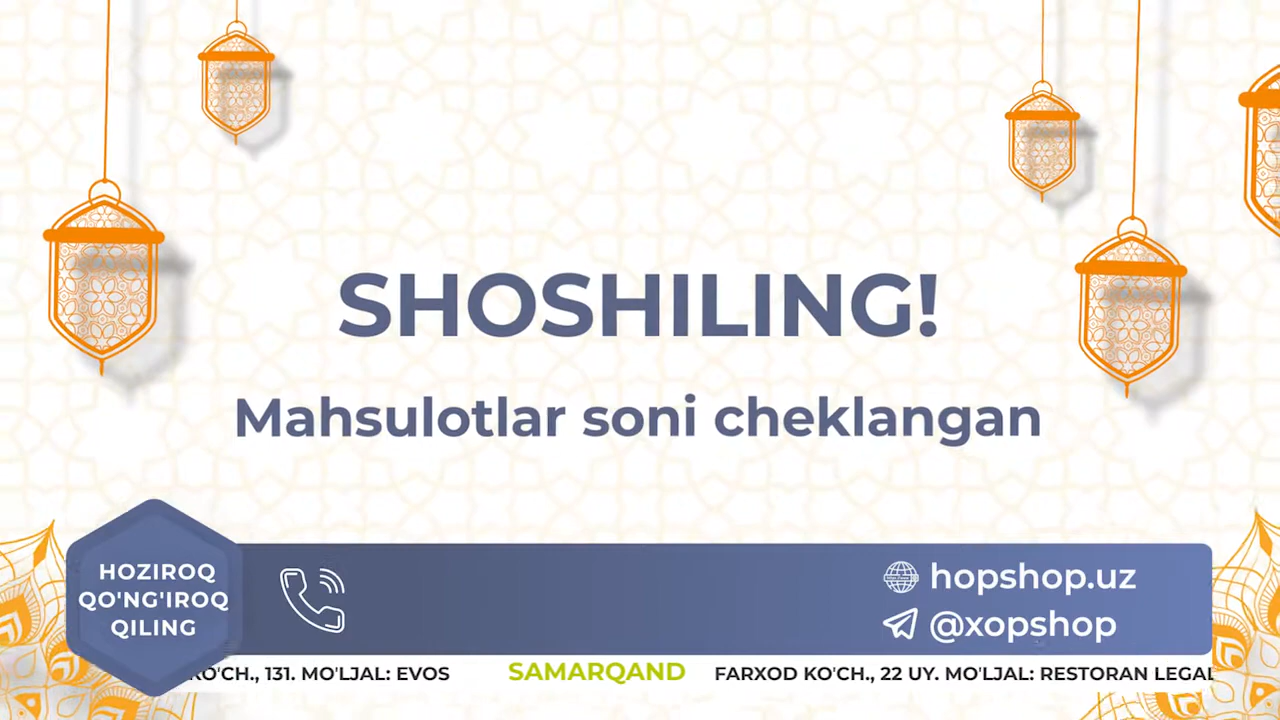 SHOSHILING!
Mahsulotlar soni cheklangan
HOZIROQ
QO'NG'IROQ
QILING
hopshop.uz
@xopshop
KO'CH., 131. MO'LJAL: EVOS SAMARQAND FARXOD KO'CH., 22 UY. MO'LJAL: RESTORAN LEGAL